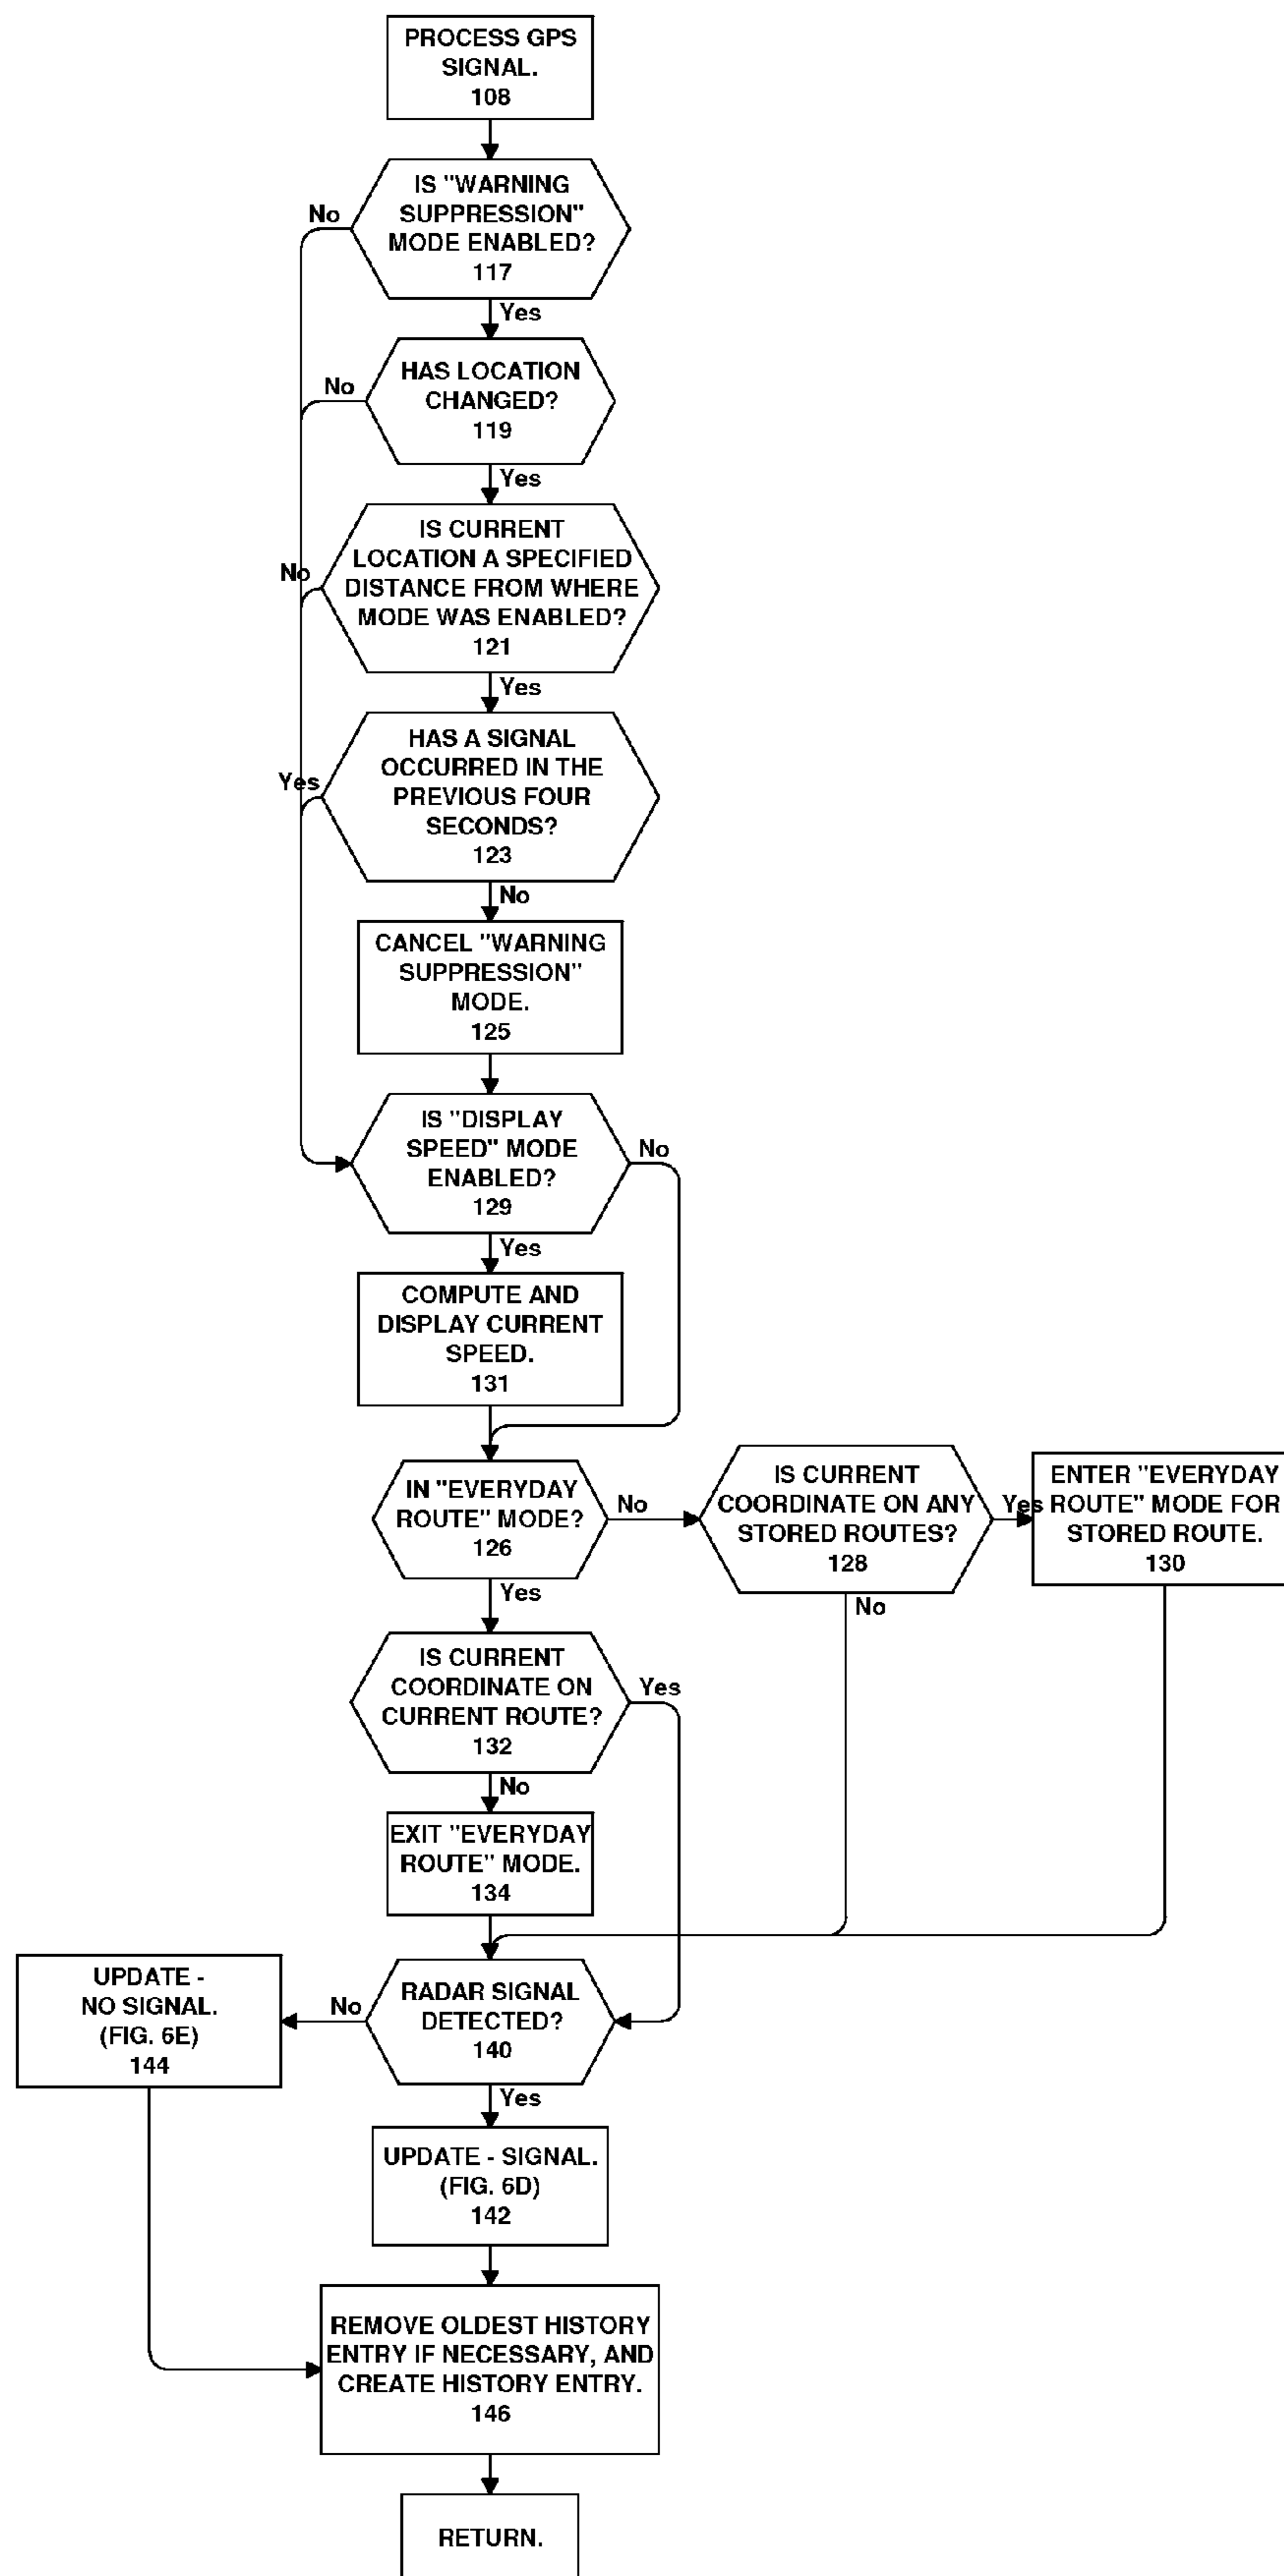 PROCESS GPS
SIGNAL.
108
IS "WARNING
SUPPRESSION"
MODE ENABLED?
117
No
Yes
HAS LOCATION
CHANGED?
119
No
Yes
IS CURRENT
LOCATION A SPECIFIED
DISTANCE FROM WHERE
MODE WAS ENABLED?
121
No
Yes
HAS A SIGNAL
OCCURRED IN THE
PREVIOUS FOUR
SECONDS?
123
Yes
No
CANCEL "WARNING
SUPPRESSION"
MODE.
125
IS "DISPLAY
SPEED" MODE
ENABLED?
129
No
Yes
COMPUTE AND
DISPLAY CURRENT
SPEED.
131
IN "EVERYDAY
ROUTE" MODE?
126
No
Yes
IS CURRENT
COORDINATE ON ANY
STORED ROUTES?
128
Yes
No
ENTER "EVERYDAY
ROUTE" MODE FOR
STORED ROUTE.
130
IS CURRENT
COORDINATE ON
CURRENT ROUTE?
132
Yes
No
EXIT "EVERYDAY
ROUTE" MODE.
134
RADAR SIGNAL
DETECTED?
140
No
Yes
UPDATE -
NO SIGNAL.
(FIG. 6E)
144
UPDATE - SIGNAL.
(FIG. 6D)
142
REMOVE OLDEST HISTORY
ENTRY IF NECESSARY, AND
CREATE HISTORY ENTRY.
146
RETURN.